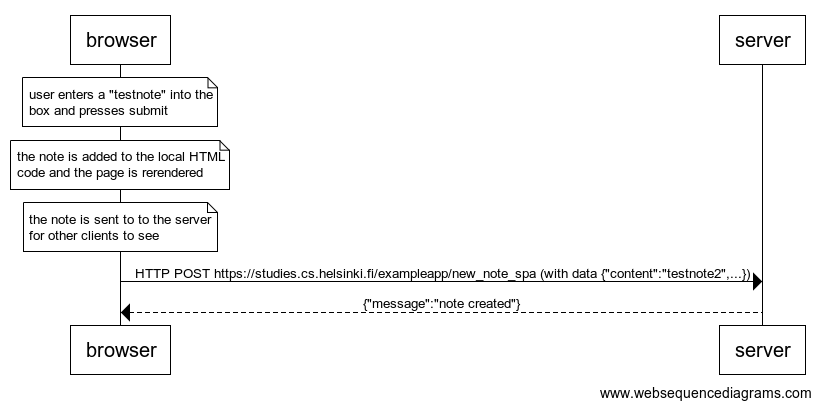 browser
server
user enters a "testnote" into the
box and presses submit
the note is added to the local HTML
code and the page is rerendered
the note is sent to to the server
for other clients to see
HTTP POST https://studies.cs.helsinki.fi/exampleapp/new_note_spa (with data {"content":"testnote2",...})
{"message":"note created"}
browser
server
www.websequencediagrams.com